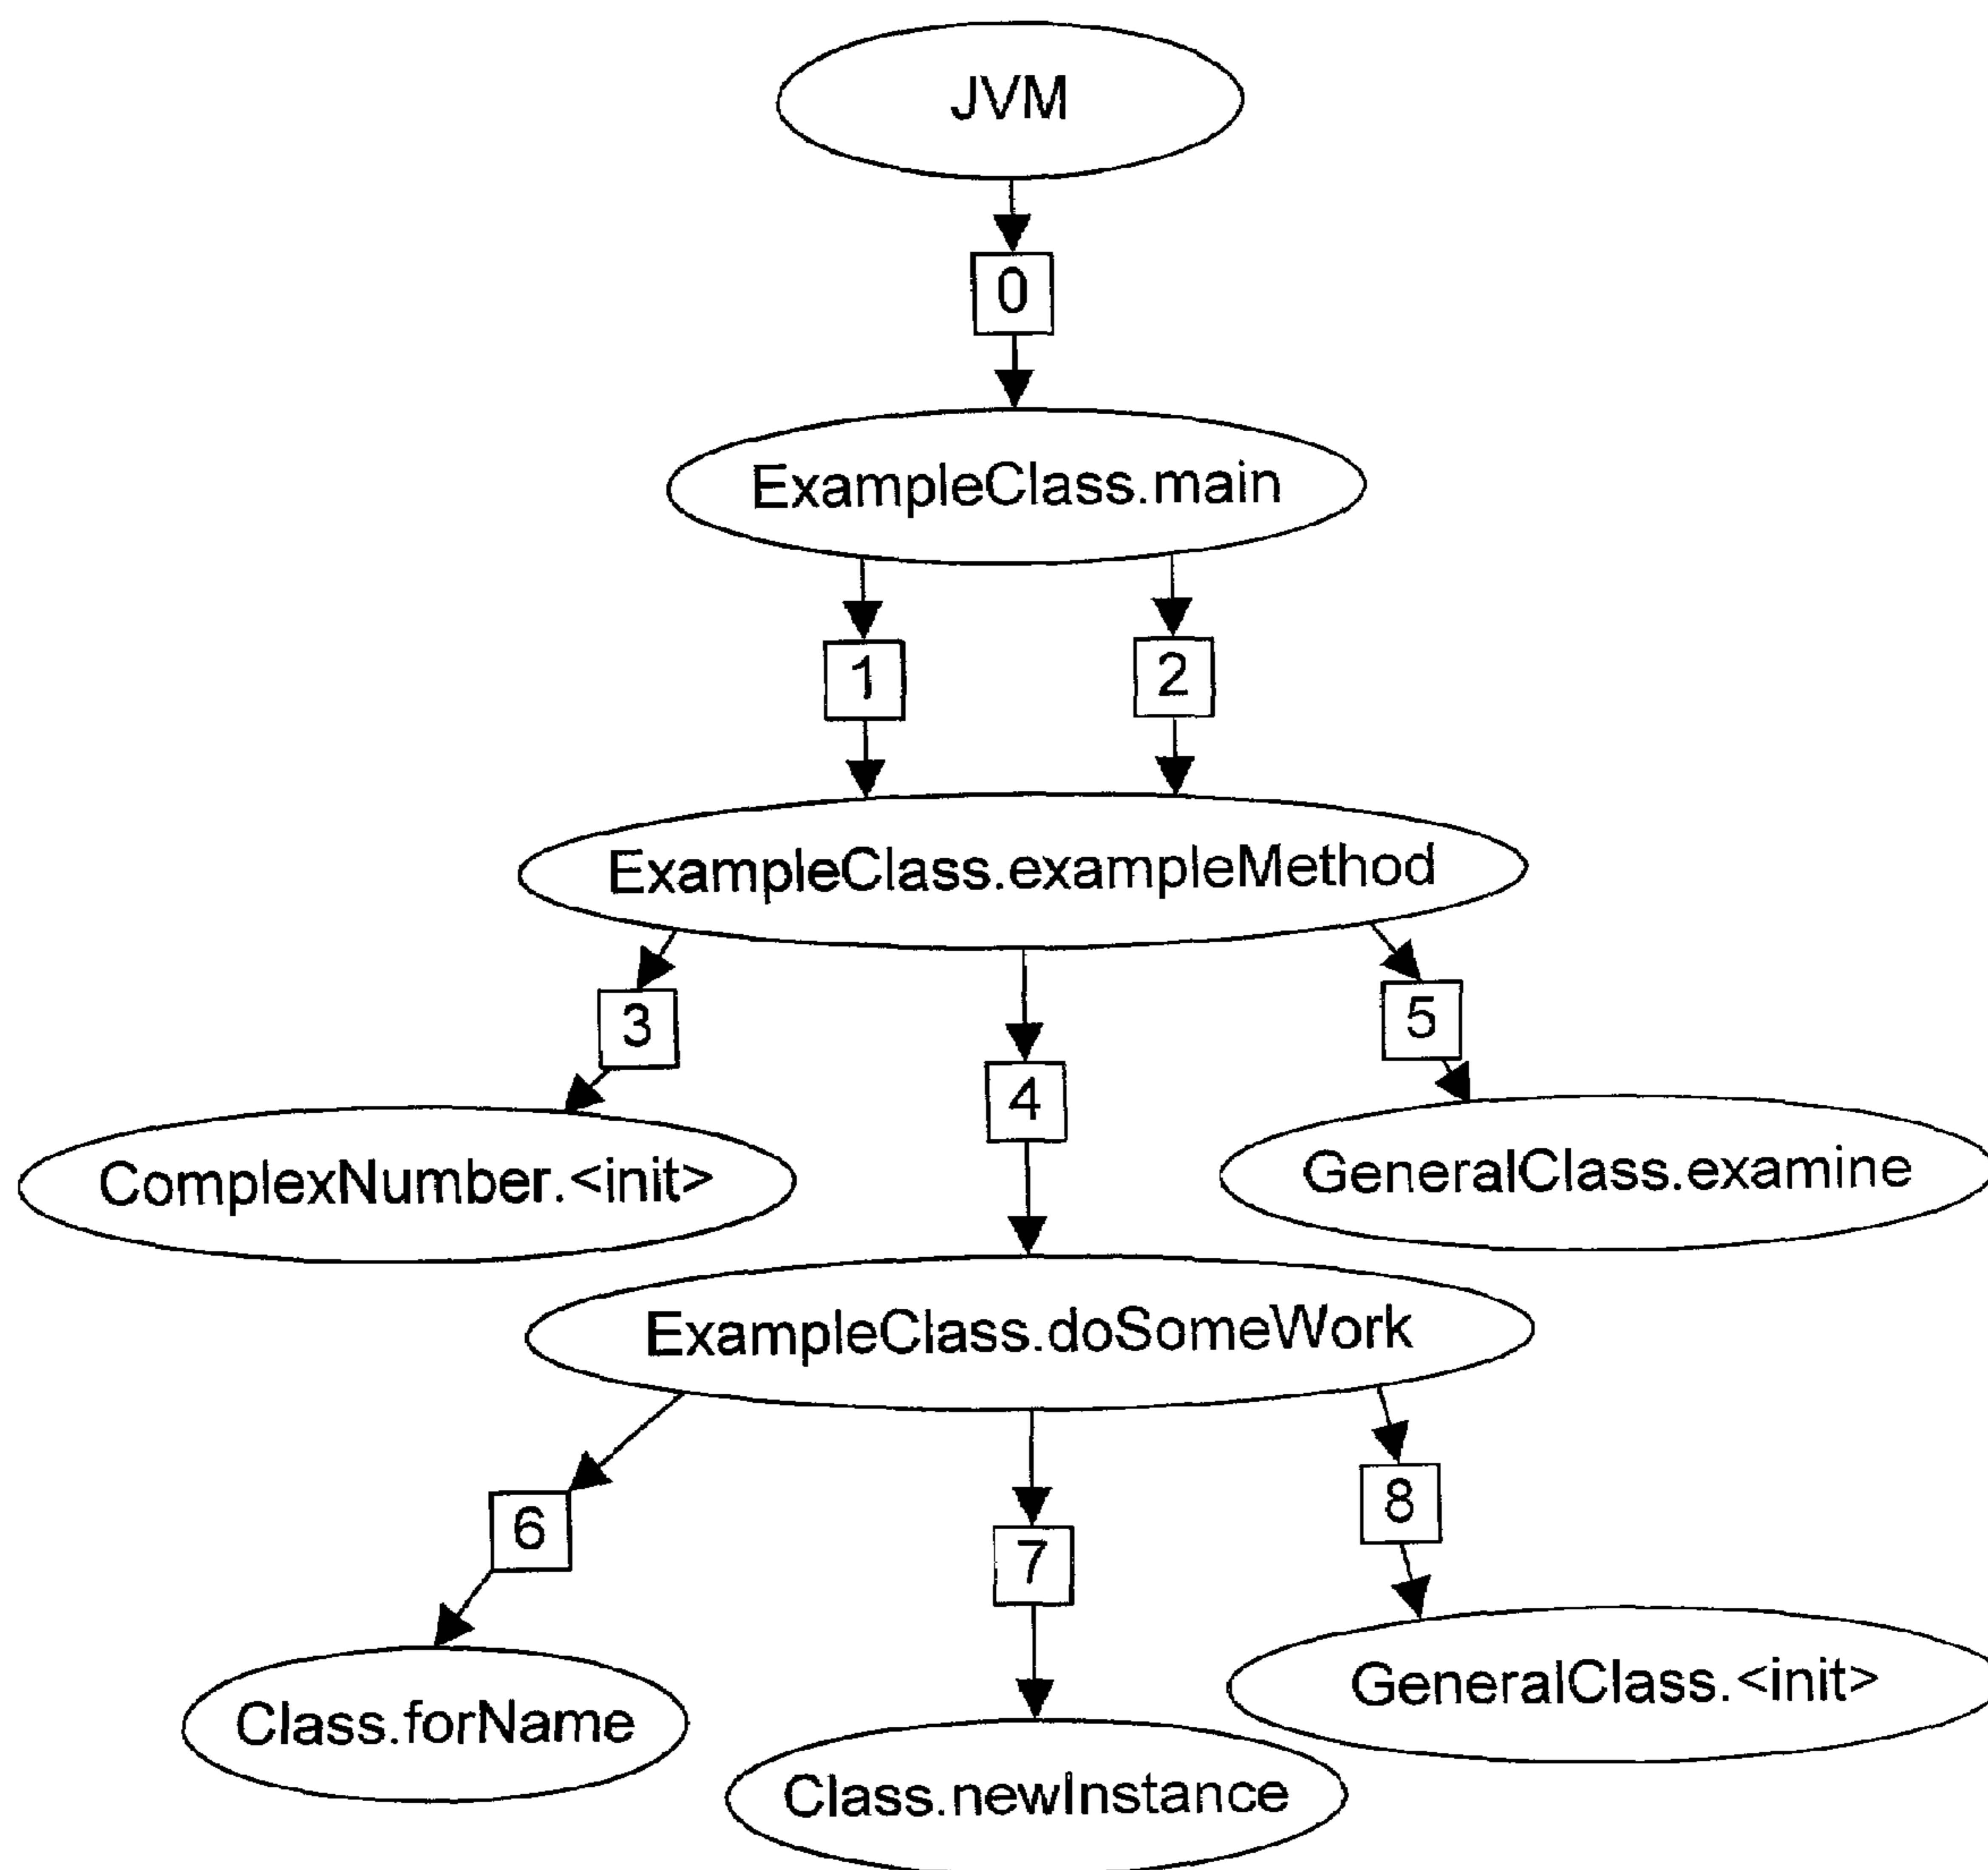 JVM
0
ExampleClass.main
1
2
ExampleClass.exampleMethod
3
4
5
ComplexNumber.<init>
GeneralClass.examine
ExampleClass.doSomeWork
6
7
8
Class.forName
Class.newInstance
GeneralClass.<init>